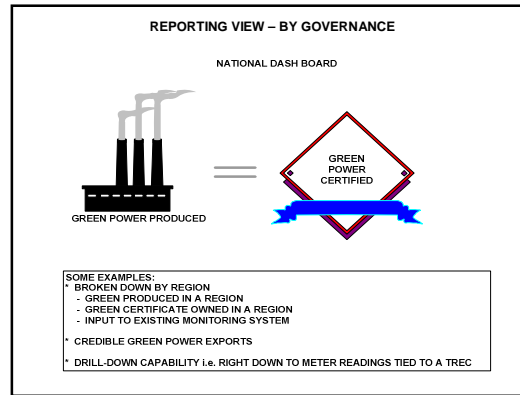 REPORTING VIEW – BY GOVERNANCE
NATIONAL DASH BOARD
GREEN
POWER
CERTIFIED
GREEN POWER PRODUCED
SOME EXAMPLES:
* BROKEN DOWN BY REGION
- GREEN PRODUCED IN A REGION
- GREEN CERTIFICATE OWNED IN A REGION
- INPUT TO EXISTING MONITORING SYSTEM
* CREDIBLE GREEN POWER EXPORTS
* DRILL-DOWN CAPABILITY i.e. RIGHT DOWN TO METER READINGS TIED TO A TREC